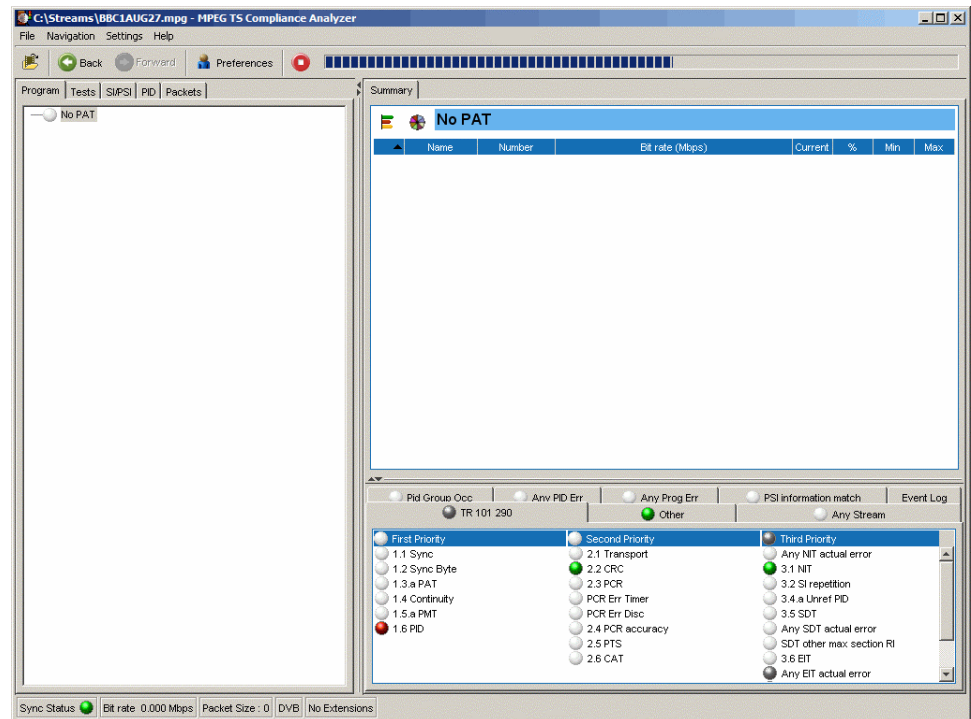 C:\Streams\BBC1AUG27.mpg - MPEG TS Compliance Analyzer
File Navigation Settings Help
Back Forward Preferences
Program Tests SI/PSI PID Packets
No PAT
Summary
No PAT
Name Number Bit rate (Mbps) Current % Min Max
Pid Group Occ Any PID Err Any Prog Err PSI information match Event Log
TR 101 290 Other Any Stream
First Priority
1.1 Sync
1.2 Sync Byte
1.3.a PAT
1.4 Continuity
1.5.a PMT
1.6 PID
Second Priority
2.1 Transport
2.2 CRC
2.3 PCR
PCR Err Timer
PCR Err Disc
2.4 PCR accuracy
2.5 PTS
2.6 CAT
Third Priority
Any NIT actual error
3.1 NIT
3.2 SI repetition
3.4.a Unref PID
3.5 SDT
Any SDT actual error
SDT other max section RI
3.6 EIT
Any EIT actual error
Sync Status Bit rate 0.000 Mbps Packet Size : 0 DVB No Extensions